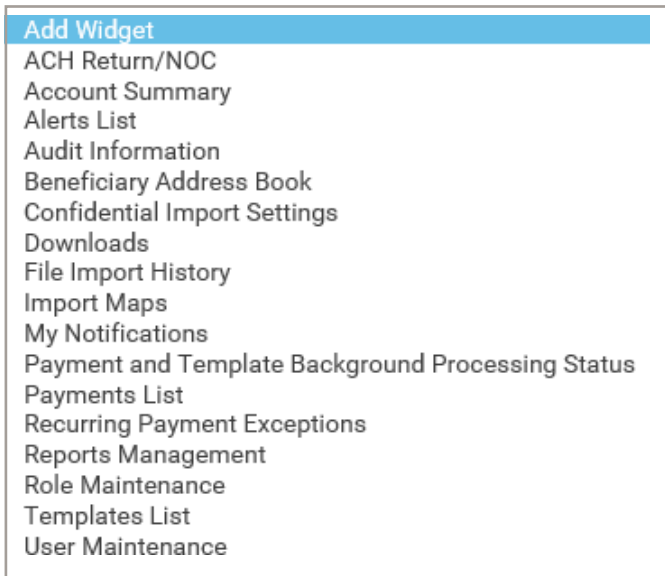 Add Widget
ACH Return/NOC
Account Summary
Alerts List
Audit Information
Beneficiary Address Book
Confidential Import Settings
Downloads
File Import History
Import Maps
My Notifications
Payment and Template Background Processing Status
Payments List
Recurring Payment Exceptions
Reports Management
Role Maintenance
Templates List
User Maintenance